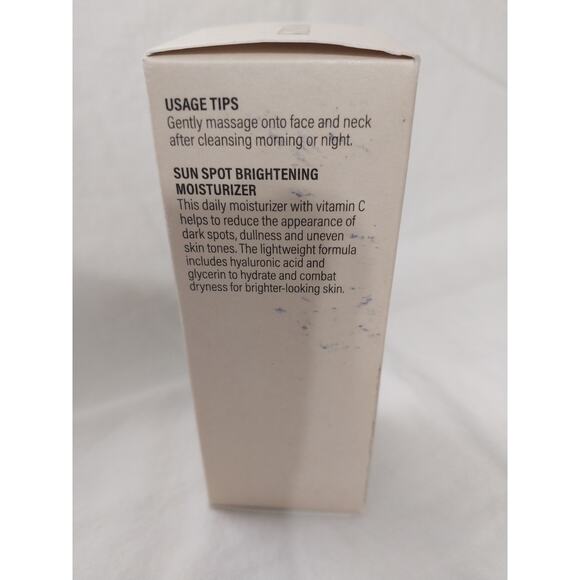 USAGE TIPS
Gently massage onto face and neck
after cleansing morning or night.
SUN SPOT BRIGHTENING
MOISTURIZER
This daily moisturizer with vitamin C
helps to reduce the appearance of
dark spots, dullness and uneven
skin tones. The lightweight formula
includes hyaluronic acid and
glycerin to hydrate and combat
dryness for brighter-looking skin.